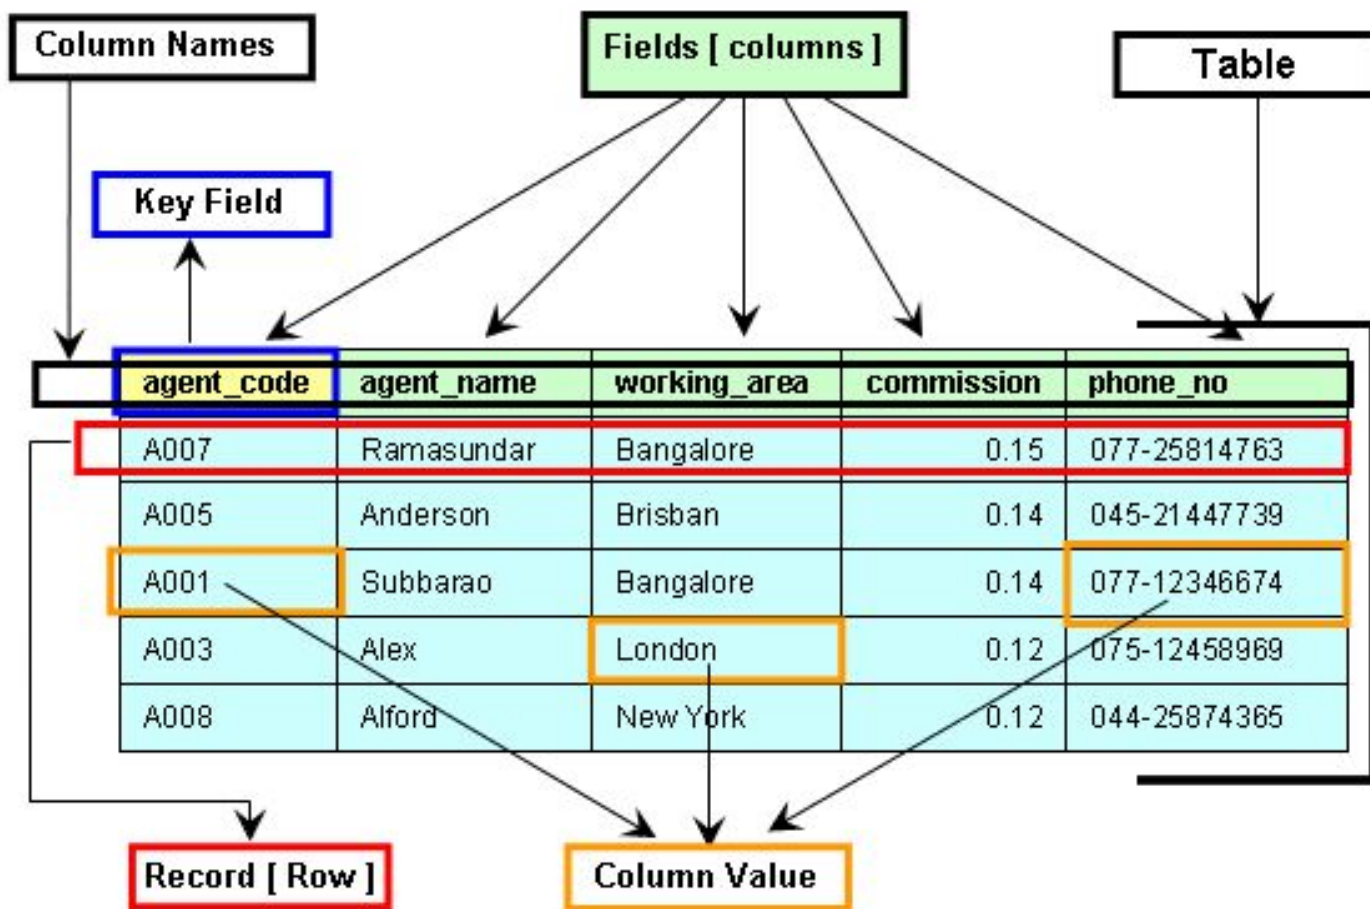 Column Names
Fields [ columns ]
Table
Key Field
agent_code agent_name working_area commission phone_no
A007 Ramasundar Bangalore 0.15 077-25814763
A005 Anderson Brisban 0.14 045-21447739
A001 Subbarao Bangalore 0.14 077-12346674
A003 Alex London 0.12 075-12458969
A008 Alford New York 0.12 044-25874365
Record [ Row ]
Column Value